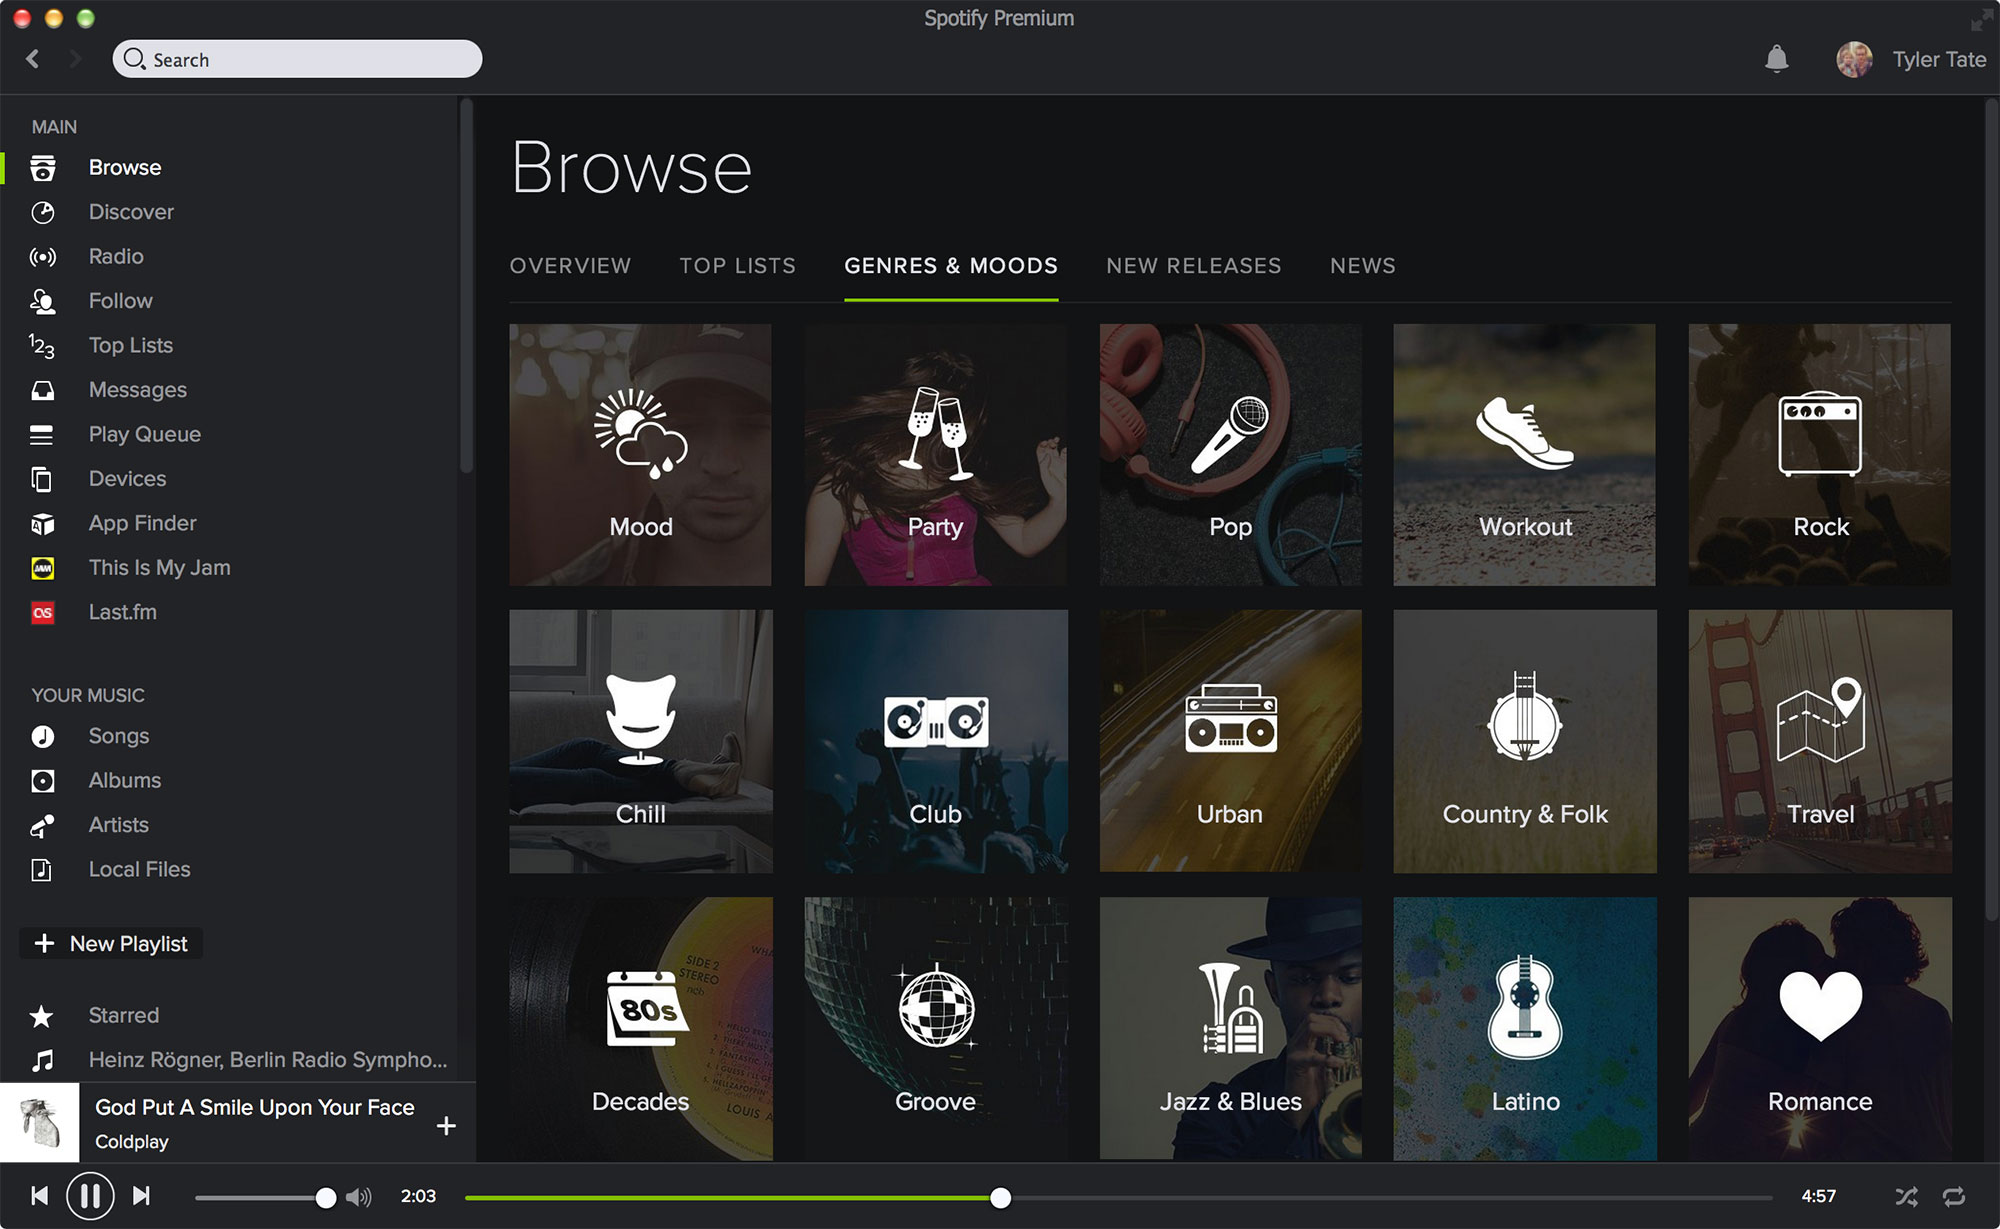 Spotify Premium
Search
Tyler Tate
MAIN
Browse
Discover
Radio
Follow
Top Lists
Messages
Play Queue
Devices
App Finder
JAM
This Is My Jam
Last.fm
YOUR MUSIC
Songs
Albums
Artists
Local Files
New Playlist
Starred
Heinz Rögner, Berlin Radio Sympho...
God Put A Smile Upon Your Face
Coldplay
Browse
OVERVIEW
TOP LISTS
GENRES & MOODS
NEW RELEASES
NEWS
Mood
Party
Pop
Workout
Rock
Chill
Club
Urban
Country & Folk
Travel
SIDE 2
STEREO
80s
Decades
Groove
Jazz & Blues
Latino
Romance
2:03
4:57